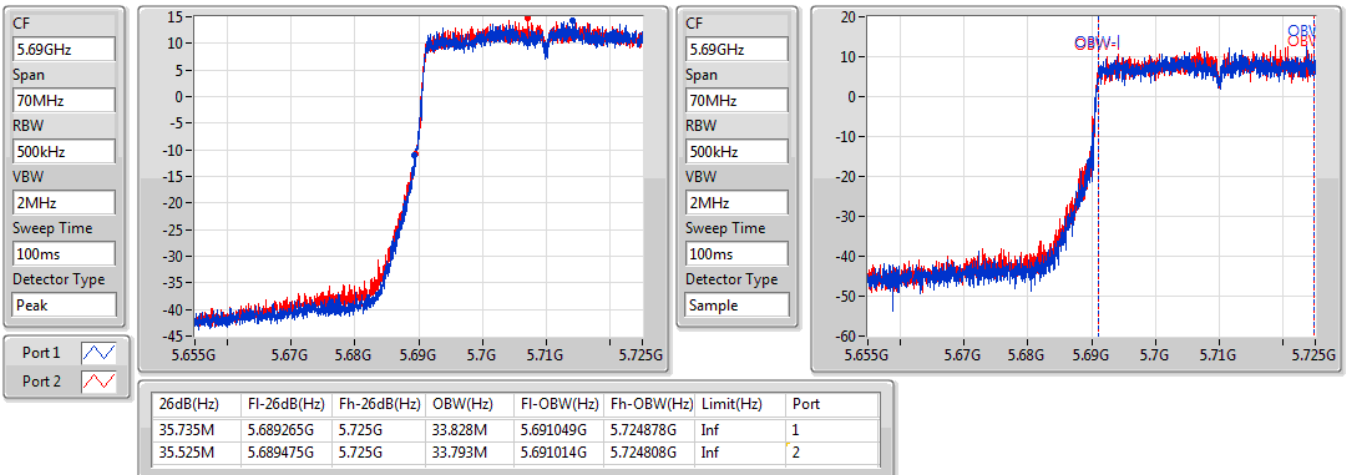 CF
5.69GHz
Span
70MHz
RBW
500kHz
VBW
2MHz
Sweep Time
100ms
Detector Type
Peak
Port 1
Port 2
15
10
5
0
-5
-10
-15
-20
-25
-30
-35
-40
-45
5.655G 5.67G 5.68G 5.69G 5.7G 5.71G 5.725G
CF
5.69GHz
Span
70MHz
RBW
500kHz
VBW
2MHz
Sweep Time
100ms
Detector Type
Sample
20
10
0
-10
-20
-30
-40
-50
-60
OBW-l
OBV
OBV
5.655G 5.67G 5.68G 5.69G 5.7G 5.71G 5.725G
26dB(Hz) Fl-26dB(Hz) Fh-26dB(Hz) OBW(Hz) Fl-OBW(Hz) Fh-OBW(Hz) Limit(Hz) Port
35.735M 5.689265G 5.725G 33.828M 5.691049G 5.724878G Inf 1
35.525M 5.689475G 5.725G 33.793M 5.691014G 5.724808G Inf 2